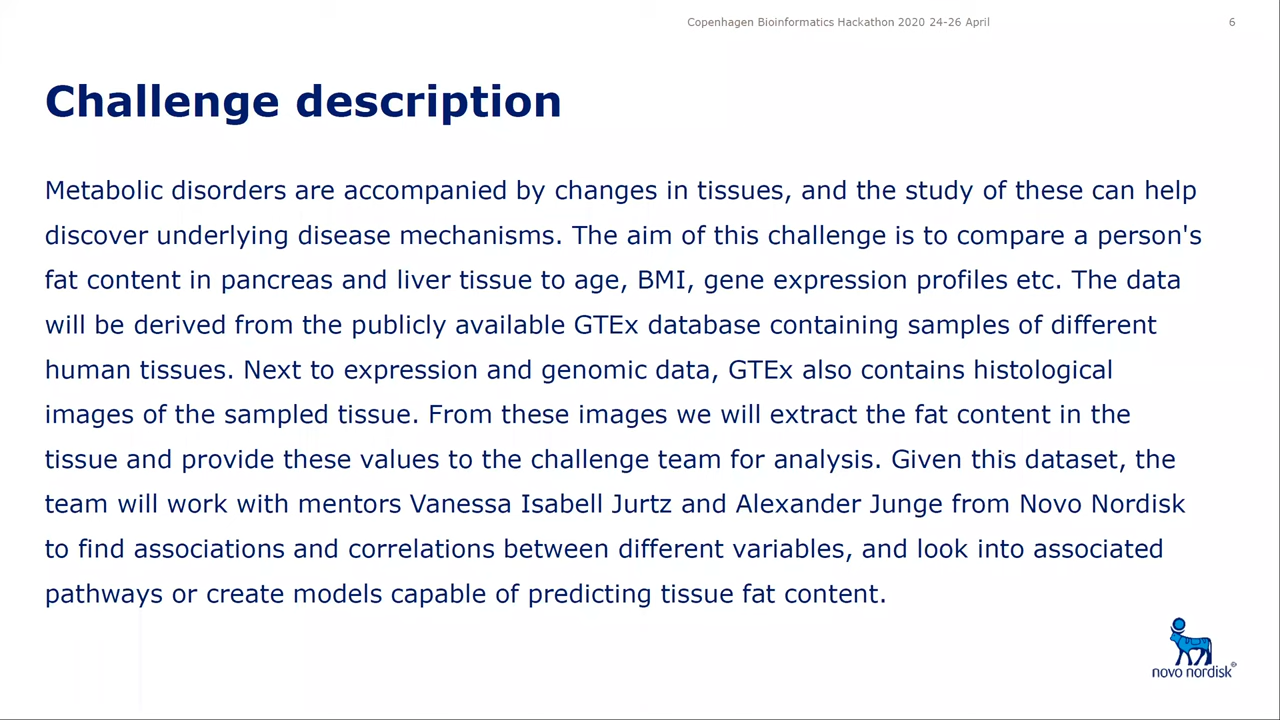 Copenhagen Bioinformatics Hackathon 2020 24-26 April
6
Challenge description
Metabolic disorders are accompanied by changes in tissues, and the study of these can help
discover underlying disease mechanisms. The aim of this challenge is to compare a person's
fat content in pancreas and liver tissue to age, BMI, gene expression profiles etc. The data
will be derived from the publicly available GTEx database containing samples of different
human tissues. Next to expression and genomic data, GTEx also contains histological
images of the sampled tissue. From these images we will extract the fat content in the
tissue and provide these values to the challenge team for analysis. Given this dataset, the
team will work with mentors Vanessa Isabell Jurtz and Alexander Junge from Novo Nordisk
to find associations and correlations between different variables, and look into associated
pathways or create models capable of predicting tissue fat content.
novo nordisk®